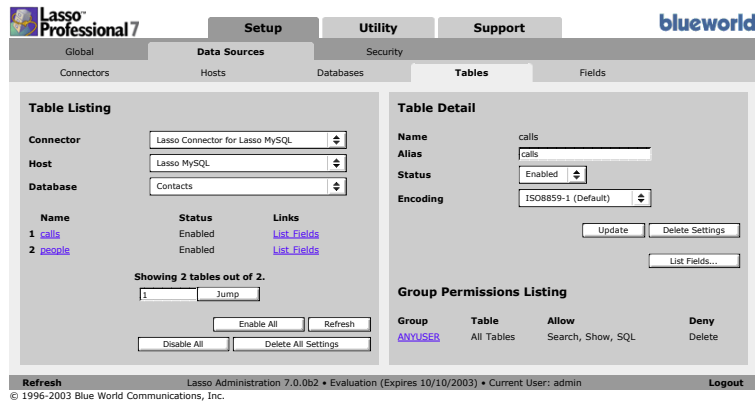 Lasso™
Professional 7
Setup Utility Support
blueworld
Global Data Sources Security
Connectors Hosts Databases Tables Fields
Table Listing
Connector Lasso Connector for Lasso MySQL
Host Lasso MySQL
Database Contacts
Name Status Links
1 calls Enabled List Fields
2 people Enabled List Fields
Showing 2 tables out of 2.
1 Jump
Enable All Refresh
Disable All Delete All Settings
Table Detail
Name calls
Alias calls
Status Enabled
Encoding ISO8859-1 (Default)
Update Delete Settings
List Fields...
Group Permissions Listing
Group Table Allow Deny
ANYUSER All Tables Search, Show, SQL Delete
Refresh Lasso Administration 7.0.0b2 • Evaluation (Expires 10/10/2003) • Current User: admin Logout
© 1996-2003 Blue World Communications, Inc.